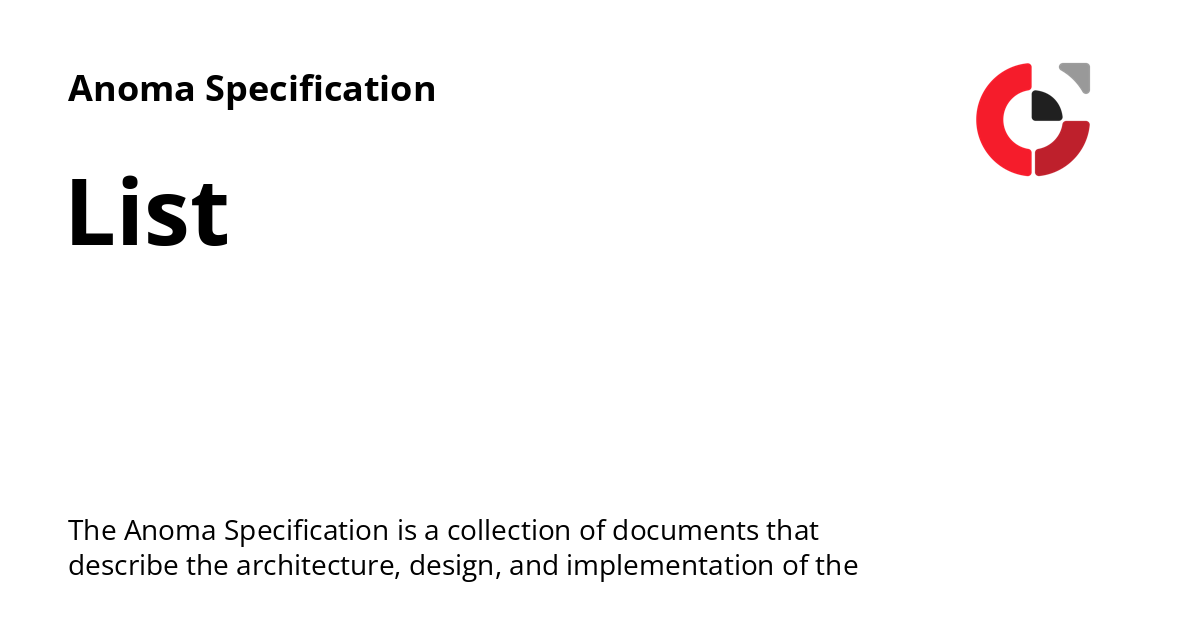 Anoma Specification
List
The Anoma Specification is a collection of documents that
describe the architecture, design, and implementation of the